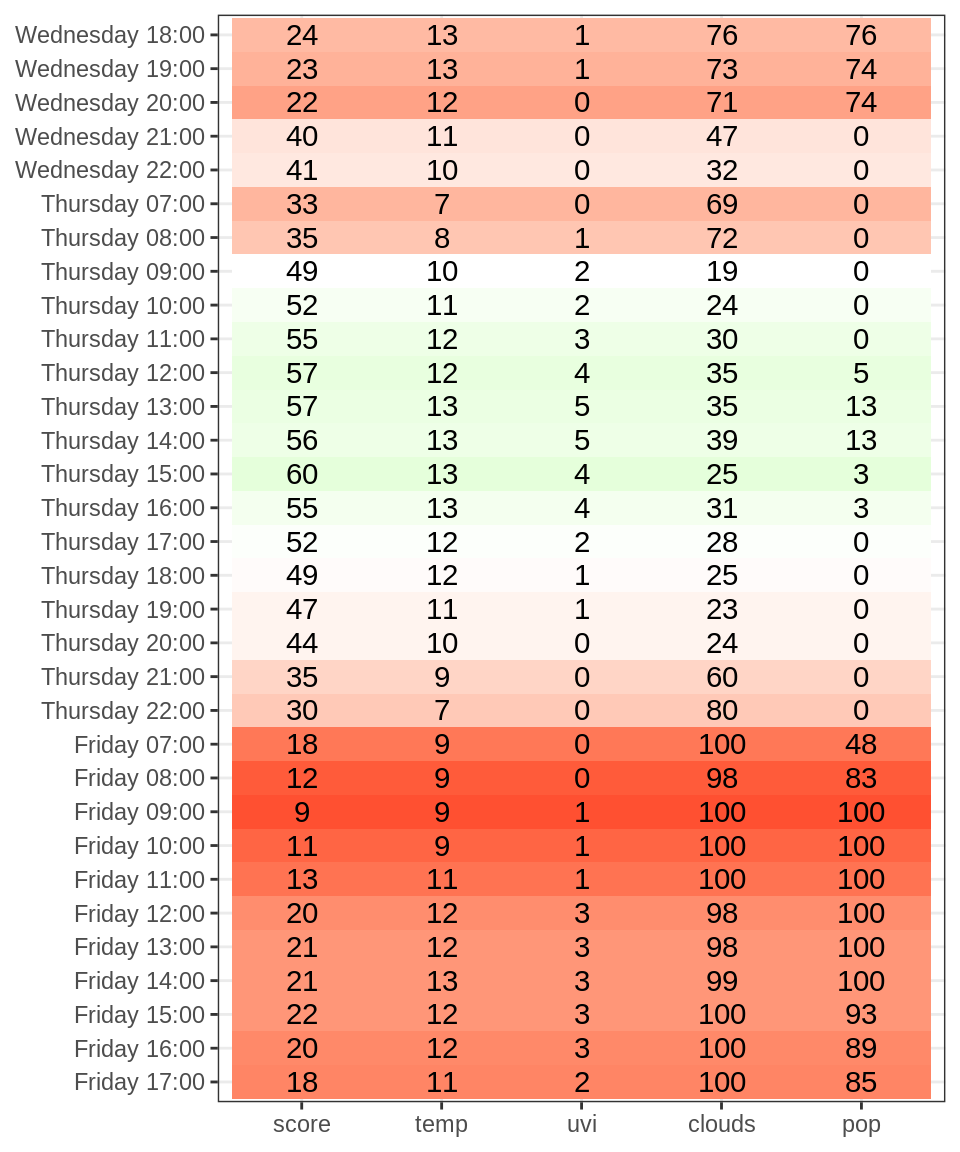 Wednesday 18:00 24 13 1 76 76
Wednesday 19:00 23 13 1 73 74
Wednesday 20:00 22 12 0 71 74
Wednesday 21:00 40 11 0 47 0
Wednesday 22:00 41 10 0 32 0
Thursday 07:00 33 7 0 69 0
Thursday 08:00 35 8 1 72 0
Thursday 09:00 49 10 2 19 0
Thursday 10:00 52 11 2 24 0
Thursday 11:00 55 12 3 30 0
Thursday 12:00 57 12 4 35 5
Thursday 13:00 57 13 5 35 13
Thursday 14:00 56 13 5 39 13
Thursday 15:00 60 13 4 25 3
Thursday 16:00 55 13 4 31 3
Thursday 17:00 52 12 2 28 0
Thursday 18:00 49 12 1 25 0
Thursday 19:00 47 11 1 23 0
Thursday 20:00 44 10 0 24 0
Thursday 21:00 35 9 0 60 0
Thursday 22:00 30 7 0 80 0
Friday 07:00 18 9 0 100 48
Friday 08:00 12 9 0 98 83
Friday 09:00 9 9 1 100 100
Friday 10:00 11 9 1 100 100
Friday 11:00 13 11 1 100 100
Friday 12:00 20 12 3 98 100
Friday 13:00 21 12 3 98 100
Friday 14:00 21 13 3 99 100
Friday 15:00 22 12 3 100 93
Friday 16:00 20 12 3 100 89
Friday 17:00 18 11 2 100 85
score temp uvi clouds pop